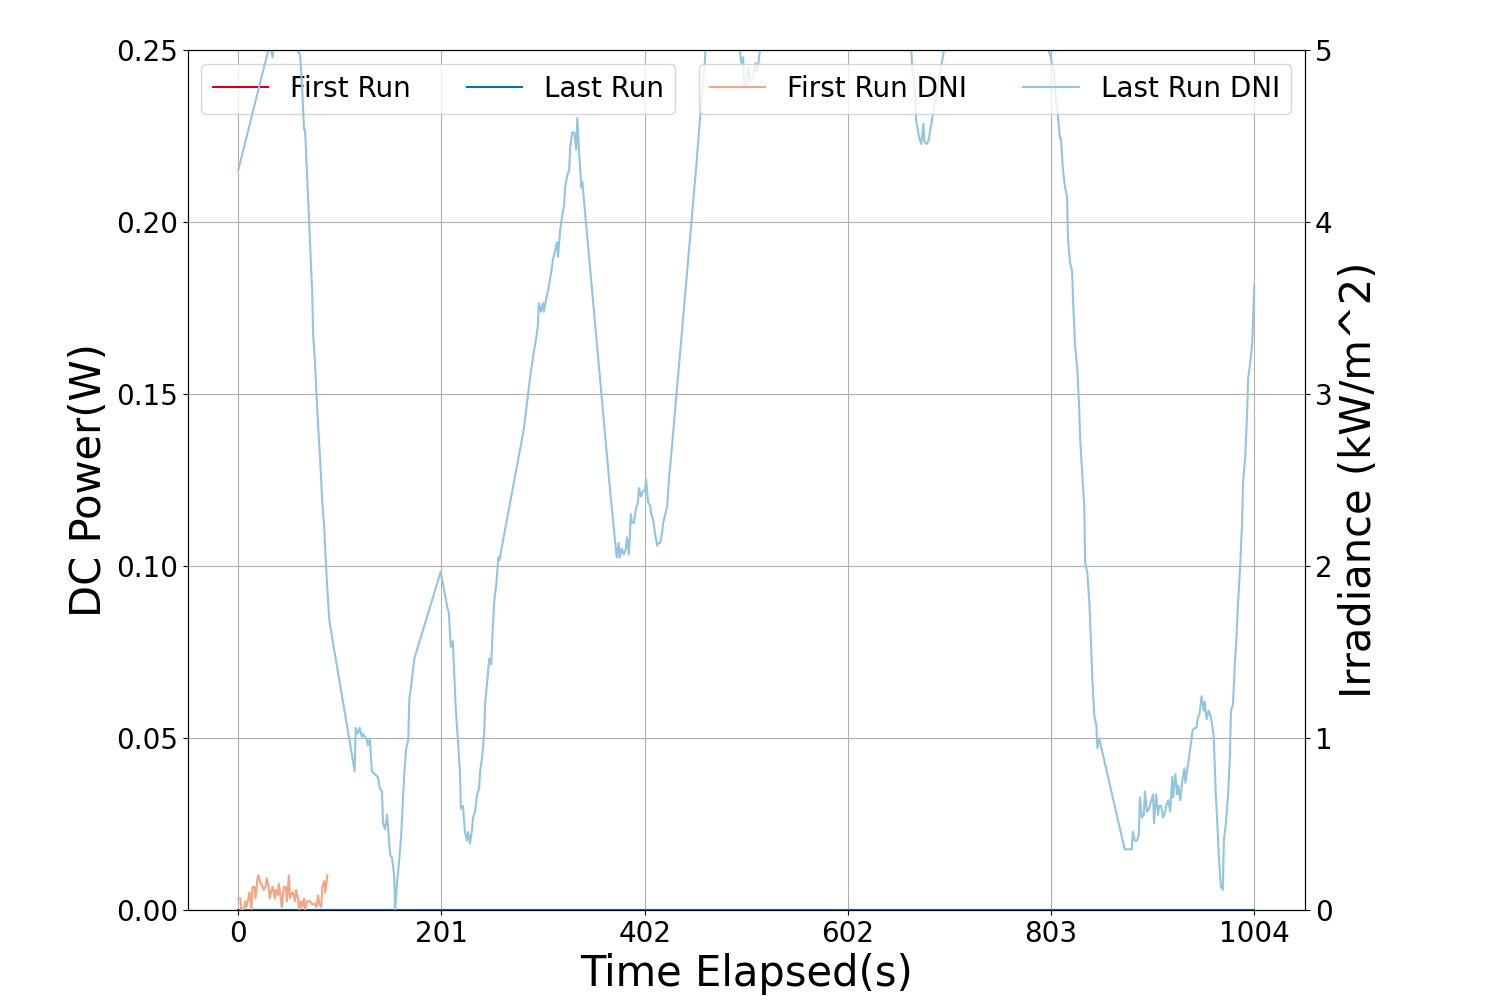 First Run
Last Run
First Run DNI
Last Run DNI
0.25
0.20
0.15
0.10
0.05
0.00
DC Power(W)
5
4
3
2
1
0
Irradiance (kW/m^2)
0 201 402 602 803 1004
Time Elapsed(s)